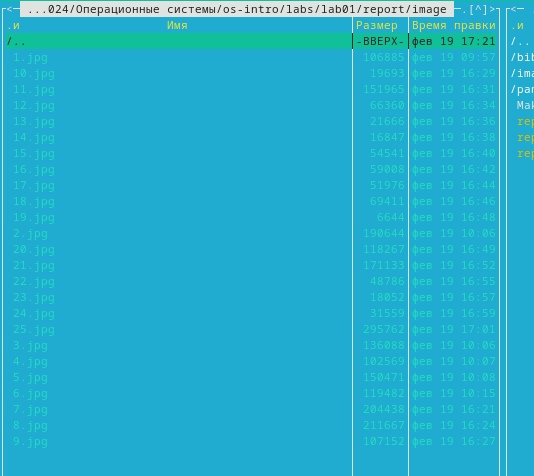 <─ ...024/Операционные системы/os-intro/labs/lab01/report/image ─.[^]> <─
.и Имя Размер Время правки .и
/.. -ВВЕРХ- фев 19 17:21 /..
1.jpg 106885 фев 19 09:57 /bib
10.jpg 19693 фев 19 16:29 /ima
11.jpg 151965 фев 19 16:31 /pan
12.jpg 66360 фев 19 16:34 Mak
13.jpg 21666 фев 19 16:36 rep
14.jpg 16847 фев 19 16:38 rep
15.jpg 54541 фев 19 16:40 rep
16.jpg 59008 фев 19 16:42
17.jpg 51976 фев 19 16:44
18.jpg 69411 фев 19 16:46
19.jpg 6644 фев 19 16:48
2.jpg 190644 фев 19 10:06
20.jpg 118267 фев 19 16:49
21.jpg 171133 фев 19 16:52
22.jpg 48786 фев 19 16:55
23.jpg 18052 фев 19 16:57
24.jpg 31559 фев 19 16:59
25.jpg 295762 фев 19 17:01
3.jpg 136088 фев 19 10:06
4.jpg 102569 фев 19 10:07
5.jpg 150471 фев 19 10:08
6.jpg 119482 фев 19 10:15
7.jpg 204438 фев 19 16:21
8.jpg 211667 фев 19 16:24
9.jpg 107152 фев 19 16:27